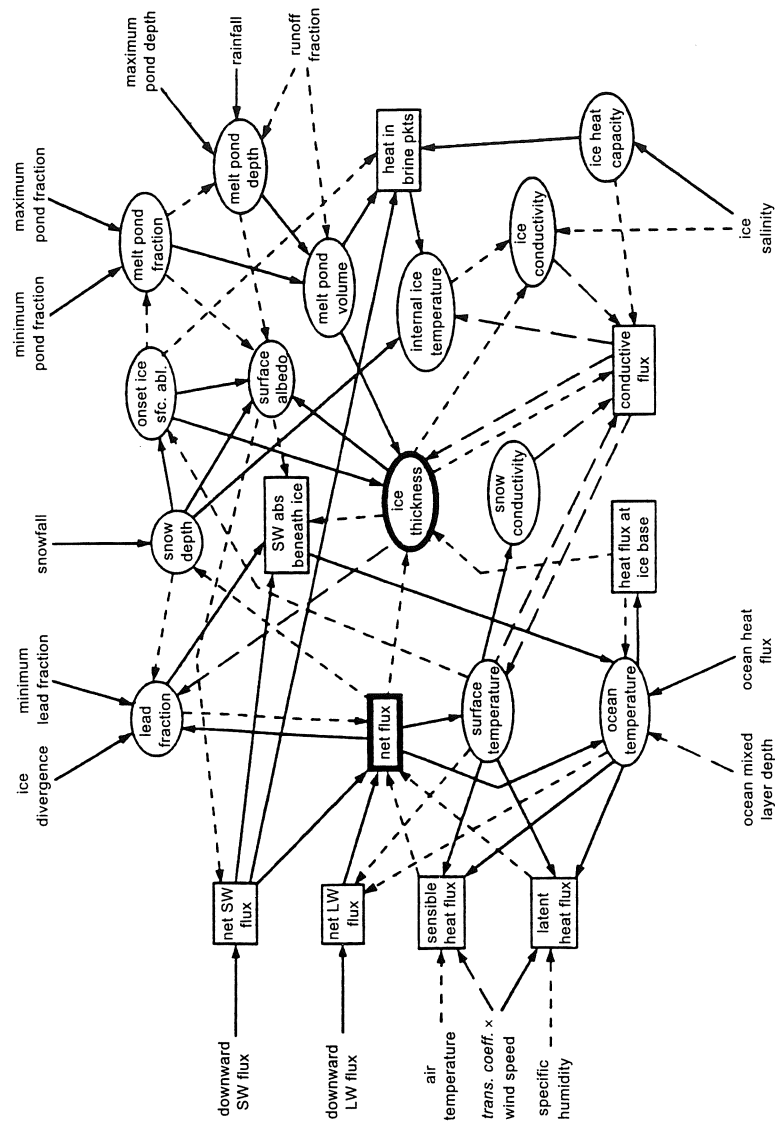 maximum
pond depth
rainfall
runoff
fraction
maximum
pond fraction
minimum
pond fraction
melt pond
depth
melt pond
fraction
heat in
brine pkts
ice heat
capacity
melt pond
volume
ice
conductivity
ice
salinity
internal ice
temperature
onset ice
sfc. abl.
surface
albedo
conductive
flux
snowfall
snow
depth
SW abs
beneath ice
ice
thickness
snow
conductivity
heat flux at
ice base
minimum
lead fraction
ice
divergence
lead
fraction
net flux
surface
temperature
ocean
temperature
ocean heat
flux
ocean mixed
layer depth
net SW
flux
net LW
flux
sensible
heat flux
latent
heat flux
downward
SW flux
downward
LW flux
air
temperature
trans. coeff. ×
wind speed
specific
humidity